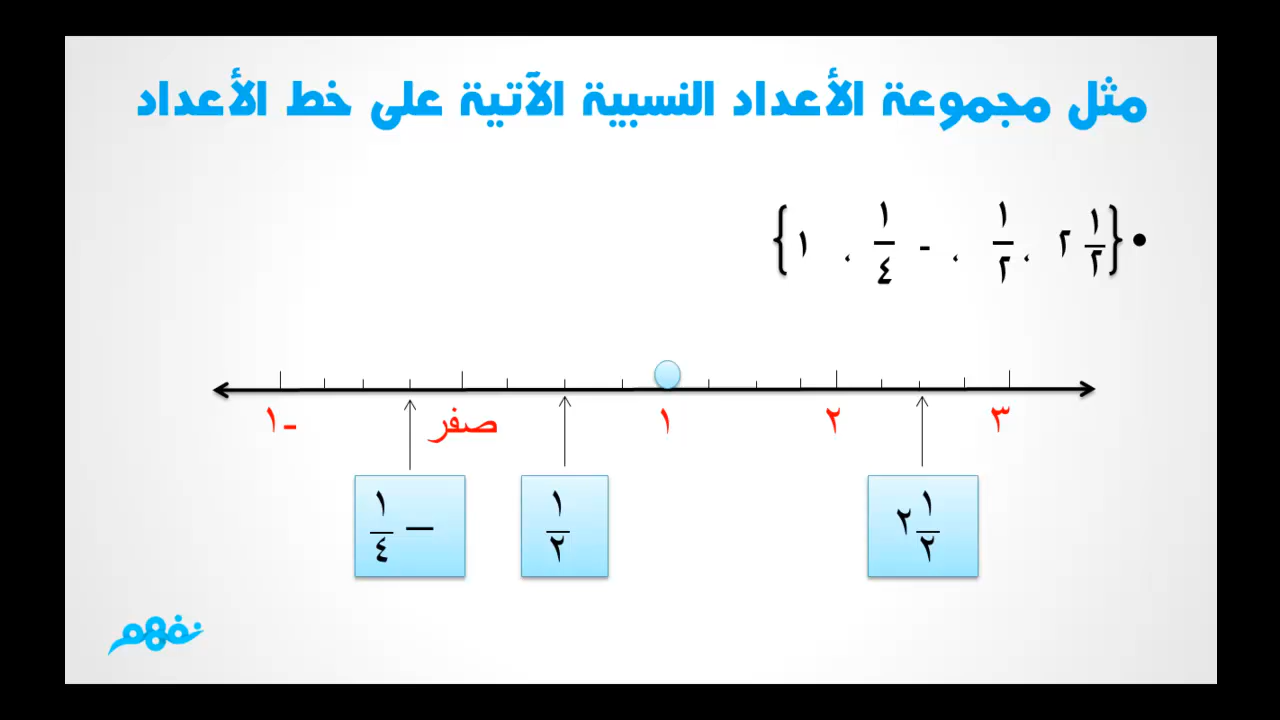 مثل مجموعة الأعداد النسبية الآتية على خط الأعداد
• {٢ ١/٢ ، ١/٢ ، - ١/٤ ، ١}
-١ صفر ١ ٢ ٣
- ١/٤
١/٢
٢ ١/٢
نفهم